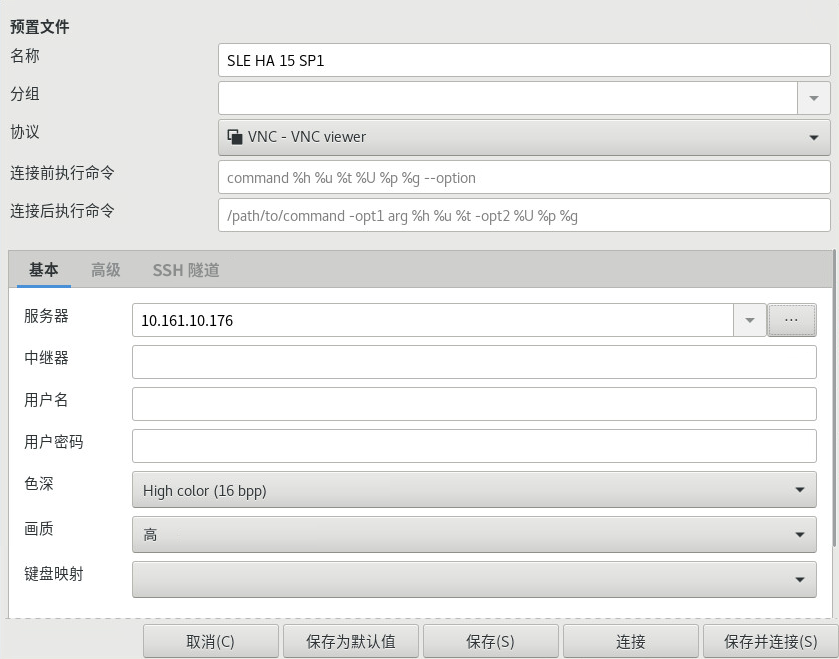 预置文件
名称 SLE HA 15 SP1
分组
协议 VNC - VNC viewer
连接前执行命令 command %h %u %t %U %p %g --option
连接后执行命令 /path/to/command -opt1 arg %h %u %t -opt2 %U %p %g
基本 高级 SSH 隧道
服务器 10.161.10.176 ...
中继器
用户名
用户密码
色深 High color (16 bpp)
画质 高
键盘映射
取消(C) 保存为默认值 保存(S) 连接 保存并连接(S)